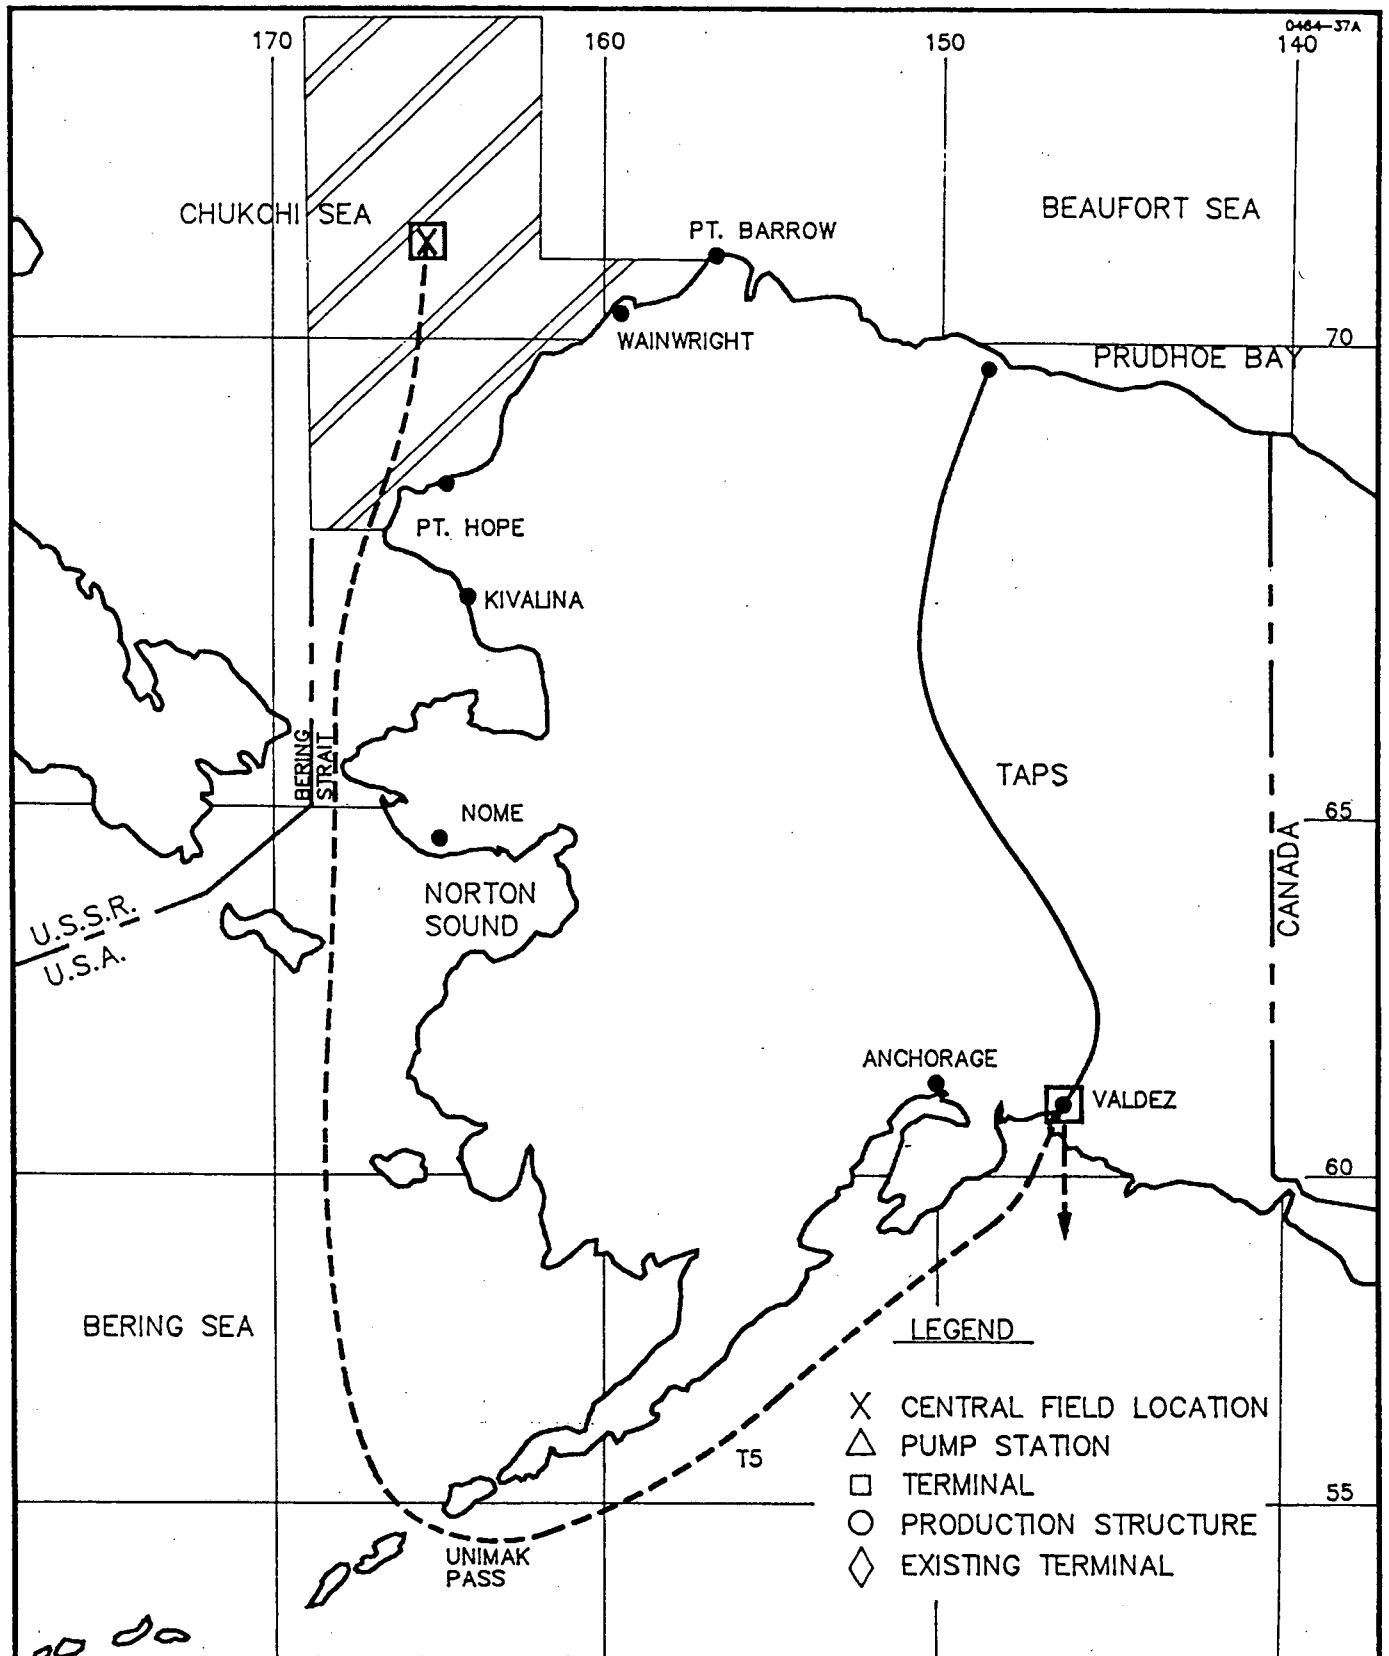 0464-37A
170
160
150
140
CHUKCHI SEA
BEAUFORT SEA
PT. BARROW
WAINWRIGHT
70
PRUDHOE BAY
PT. HOPE
KIVALINA
BERING
STRAIT
TAPS
NOME
65
CANADA
NORTON
SOUND
U.S.S.R.
U.S.A.
ANCHORAGE
VALDEZ
60
BERING SEA
LEGEND
X CENTRAL FIELD LOCATION
△ PUMP STATION
□ TERMINAL
○ PRODUCTION STRUCTURE
◇ EXISTING TERMINAL
T5
55
UNIMAK
PASS